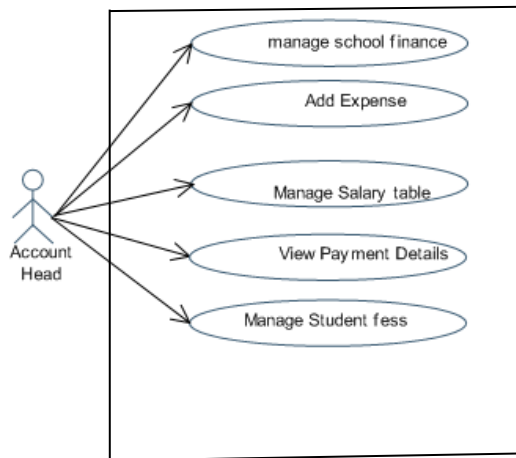 manage school finance
Add Expense
Manage Salary table
Account
Head
View Payment Details
Manage Student fess